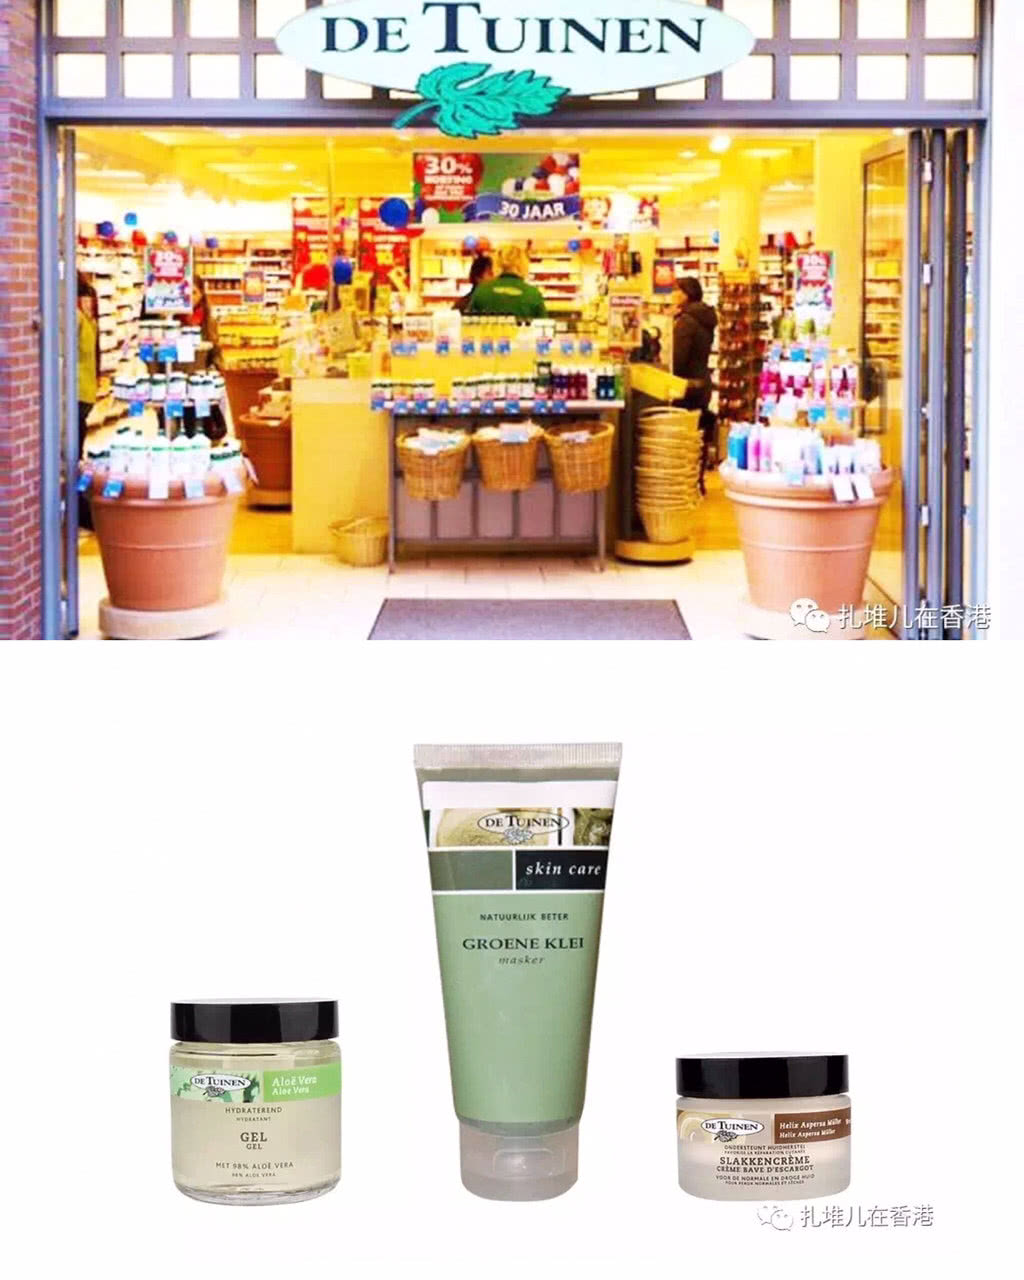 DE TUINEN
30%
KORTING
30 JAAR
扎堆儿在香港
DE TUINEN
skin care
NATUURLIJK BETER
GROENE KLEI
masker
DE TUINEN
Aloë Vera
Aloe Vera
HYDRATEREND
HYDRATANT
GEL
GEL
MET 98% ALOË VERA
98% ALOE VERA
DE TUINEN
Helix Aspersa Müller
Helix Aspersa Müller
ONDERSTEUNT HUIDHERSTEL
FAVORISE LA RÉPARATION CUTANÉE
SLAKKENCRÈME
CRÈME BAVE D'ESCARGOT
VOOR DE NORMALE EN DROGE HUID
POUR PEAUX NORMALES ET SÈCHES
扎堆儿在香港